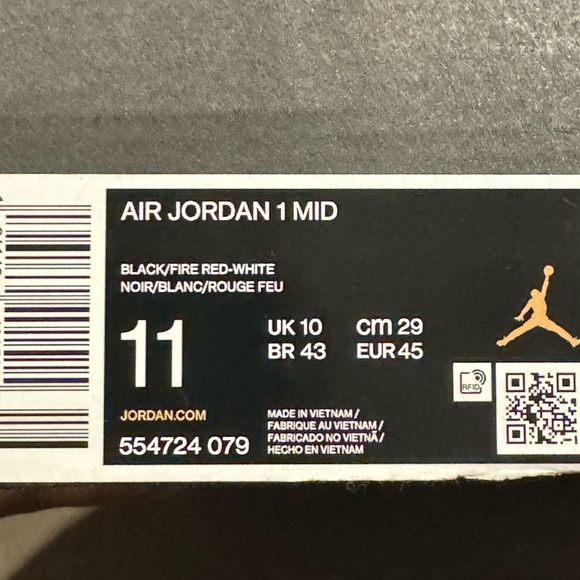 AIR JORDAN 1 MID
BLACK/FIRE RED-WHITE
NOIR/BLANC/ROUGE FEU
11
UK 10 cm 29
BR 43 EUR 45
RFID
JORDAN.COM
554724 079
MADE IN VIETNAM /
FABRIQUE AU VIETNAM /
FABRICADO NO VIETNÃ /
HECHO EN VIETNAM